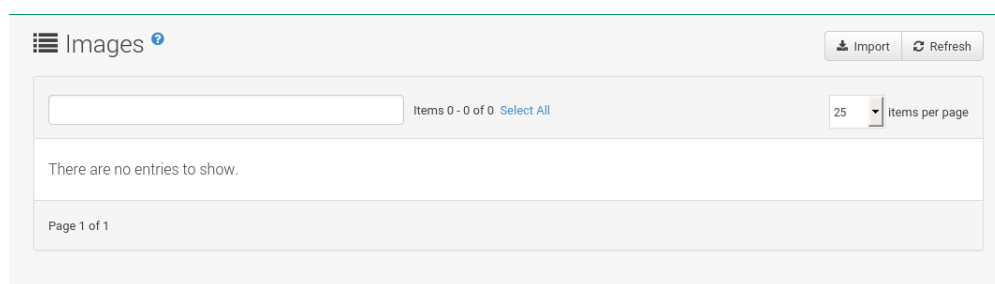 Images ?
Import Refresh
Items 0 - 0 of 0 Select All 25 items per page
There are no entries to show.
Page 1 of 1